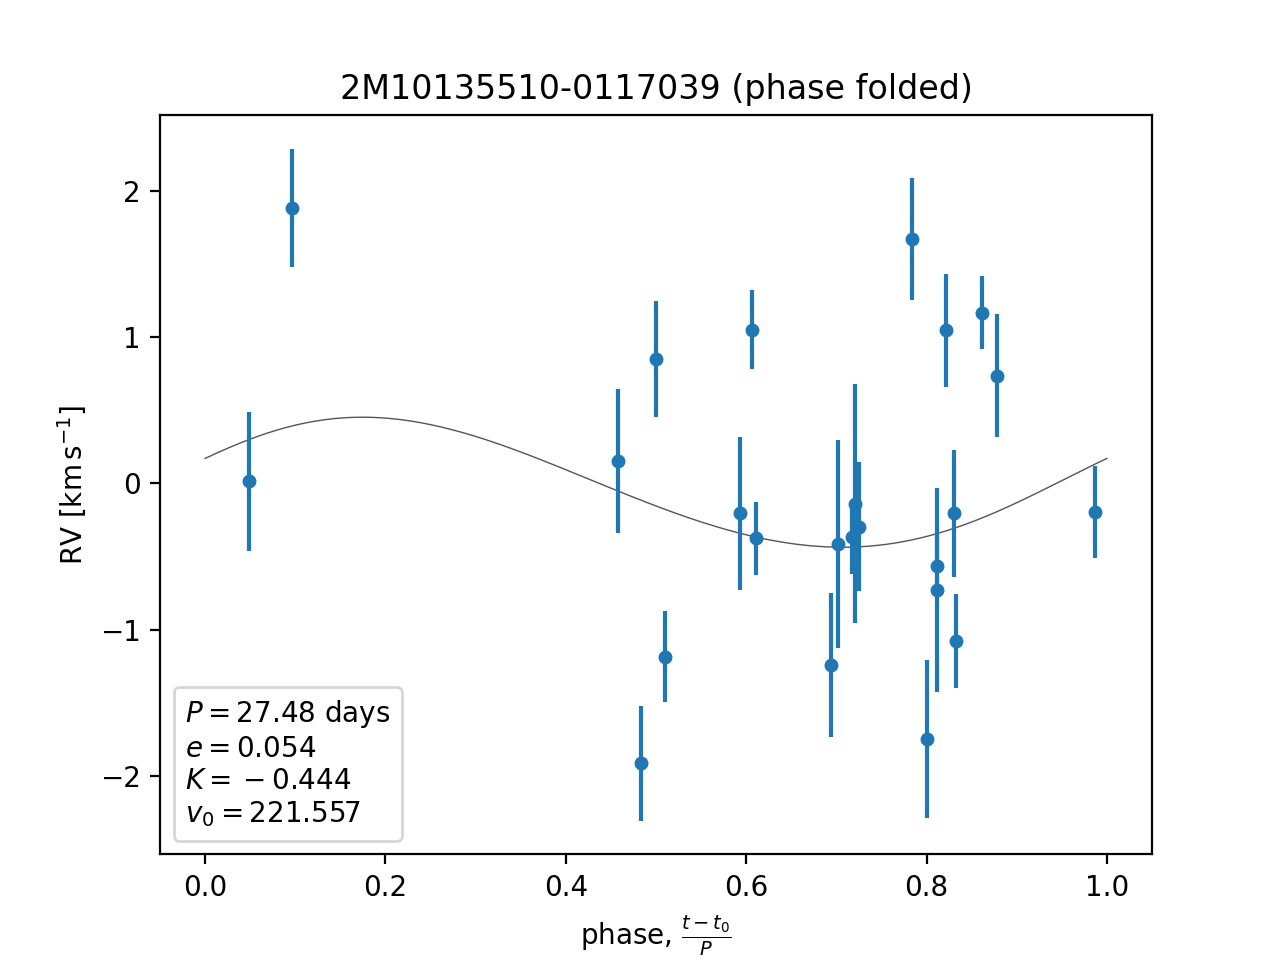 2M10135510-0117039 (phase folded)
RV [km s⁻¹]
2
1
0
−1
−2
P = 27.48 days
e = 0.054
K = −0.444
v₀ = 221.557
0.0 0.2 0.4 0.6 0.8 1.0
phase, (t − t₀)/P